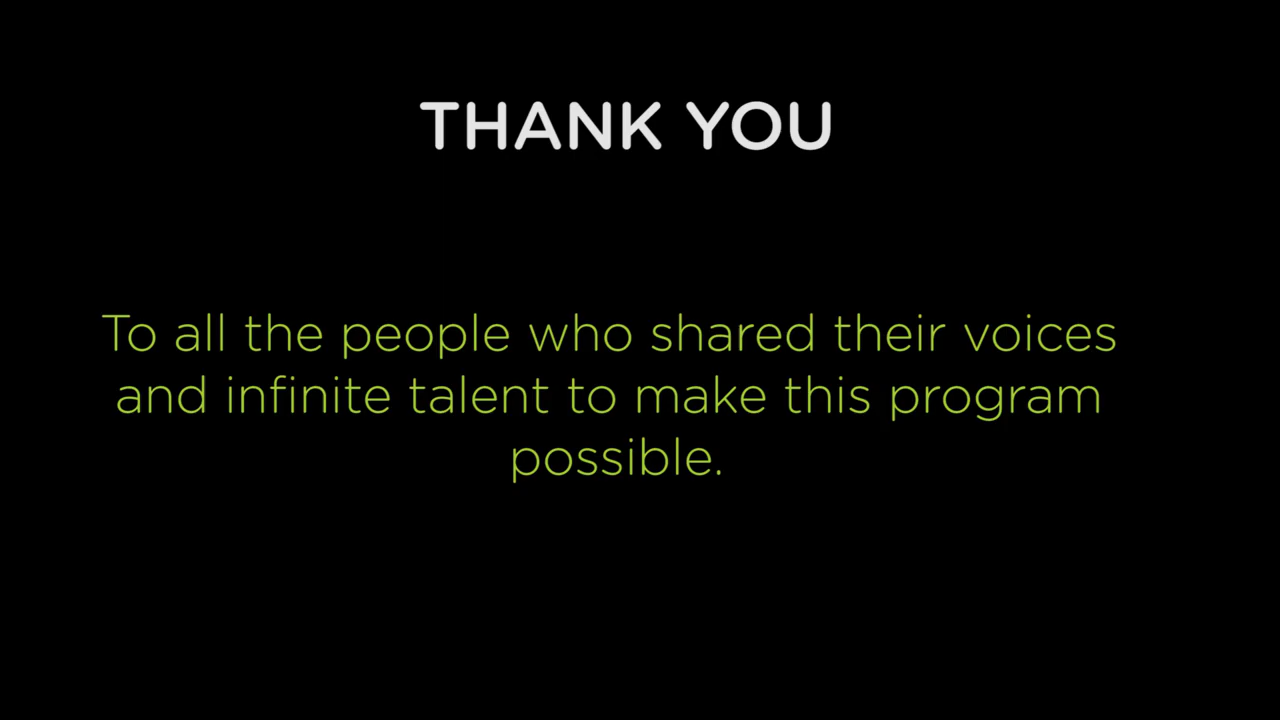 THANK YOU
To all the people who shared their voices
and infinite talent to make this program
possible.